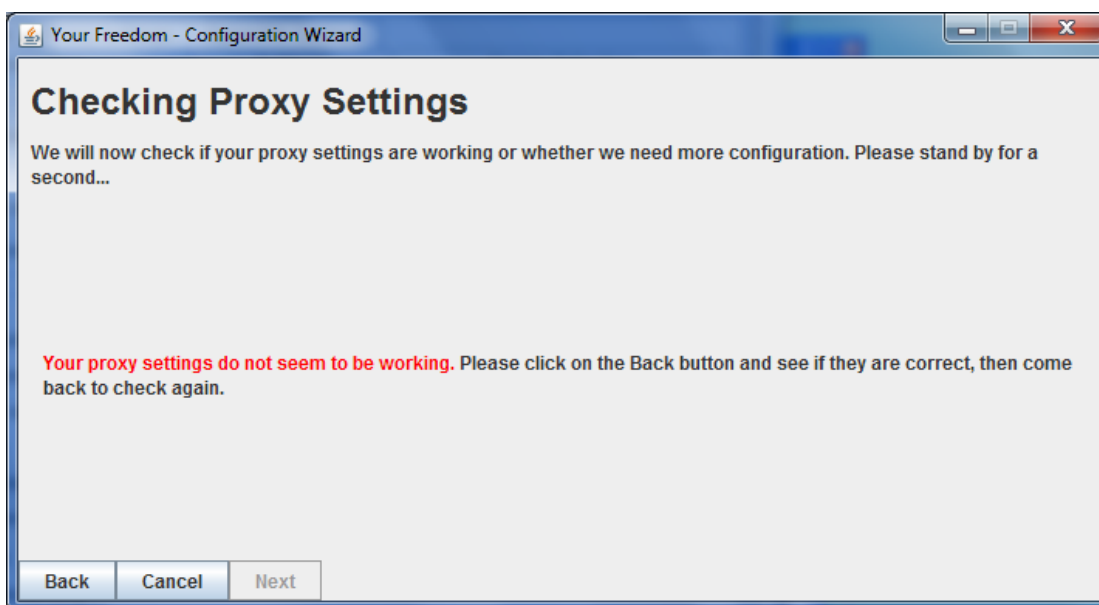 Your Freedom - Configuration Wizard
Checking Proxy Settings
We will now check if your proxy settings are working or whether we need more configuration. Please stand by for a
second...
Your proxy settings do not seem to be working. Please click on the Back button and see if they are correct, then come
back to check again.
Back Cancel Next